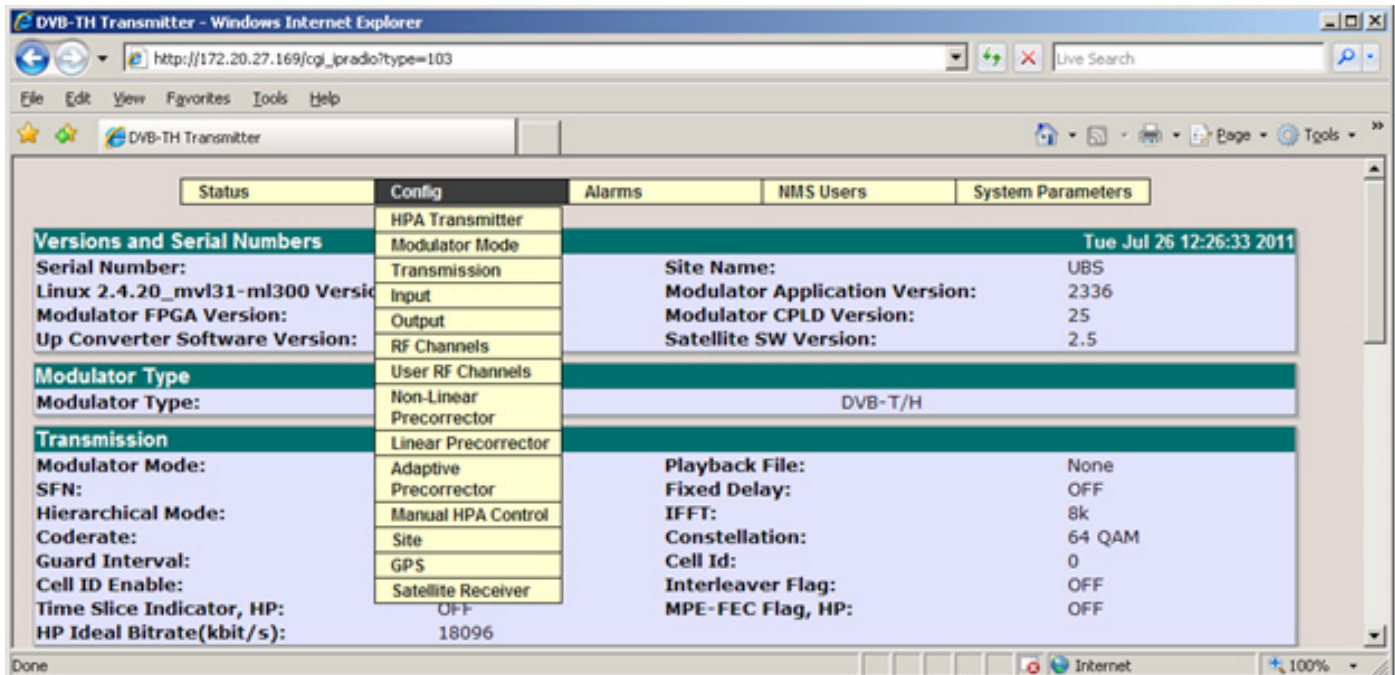 DVB-TH Transmitter - Windows Internet Explorer
http://172.20.27.169/cgi_ipradio?type=103
Live Search
File Edit View Favorites Tools Help
DVB-TH Transmitter
Page Tools »
Status Config Alarms NMS Users System Parameters
HPA Transmitter
Modulator Mode
Transmission
Input
Output
RF Channels
User RF Channels
Non-Linear
Precorrector
Linear Precorrector
Adaptive
Precorrector
Manual HPA Control
Site
GPS
Satellite Receiver
Versions and Serial Numbers Tue Jul 26 12:26:33 2011
Serial Number: Site Name: UBS
Linux 2.4.20_mvl31-ml300 Versi Modulator Application Version: 2336
Modulator FPGA Version: Modulator CPLD Version: 25
Up Converter Software Version: Satellite SW Version: 2.5
Modulator Type
Modulator Type: DVB-T/H
Transmission
Modulator Mode: Playback File: None
SFN: Fixed Delay: OFF
Hierarchical Mode: IFFT: 8k
Coderate: Constellation: 64 QAM
Guard Interval: Cell Id: 0
Cell ID Enable: Interleaver Flag: OFF
Time Slice Indicator, HP: OFF MPE-FEC Flag, HP: OFF
HP Ideal Bitrate(kbit/s): 18096
Done Internet 100%